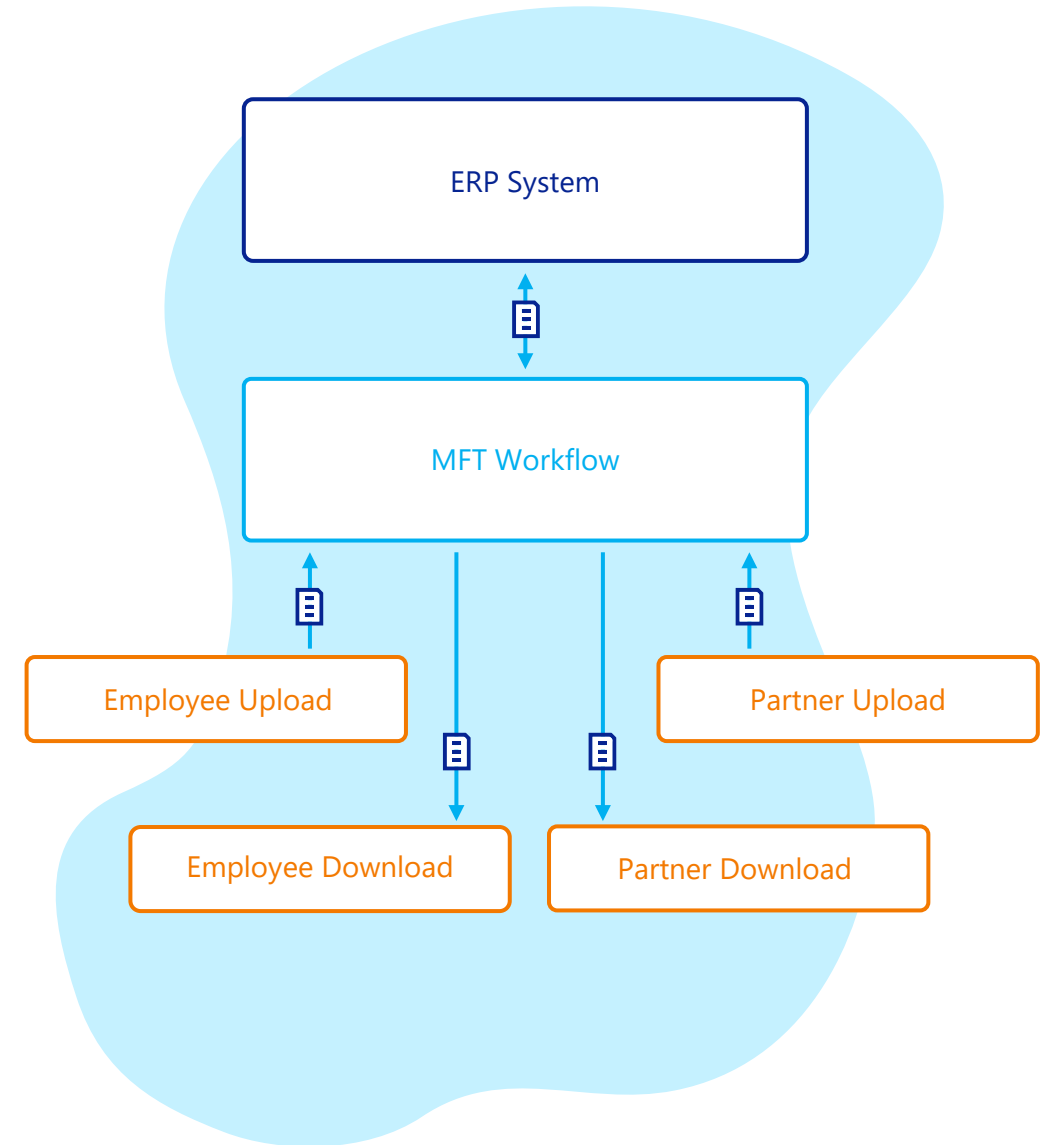 ERP System
MFT Workflow
Employee Upload
Partner Upload
Employee Download
Partner Download